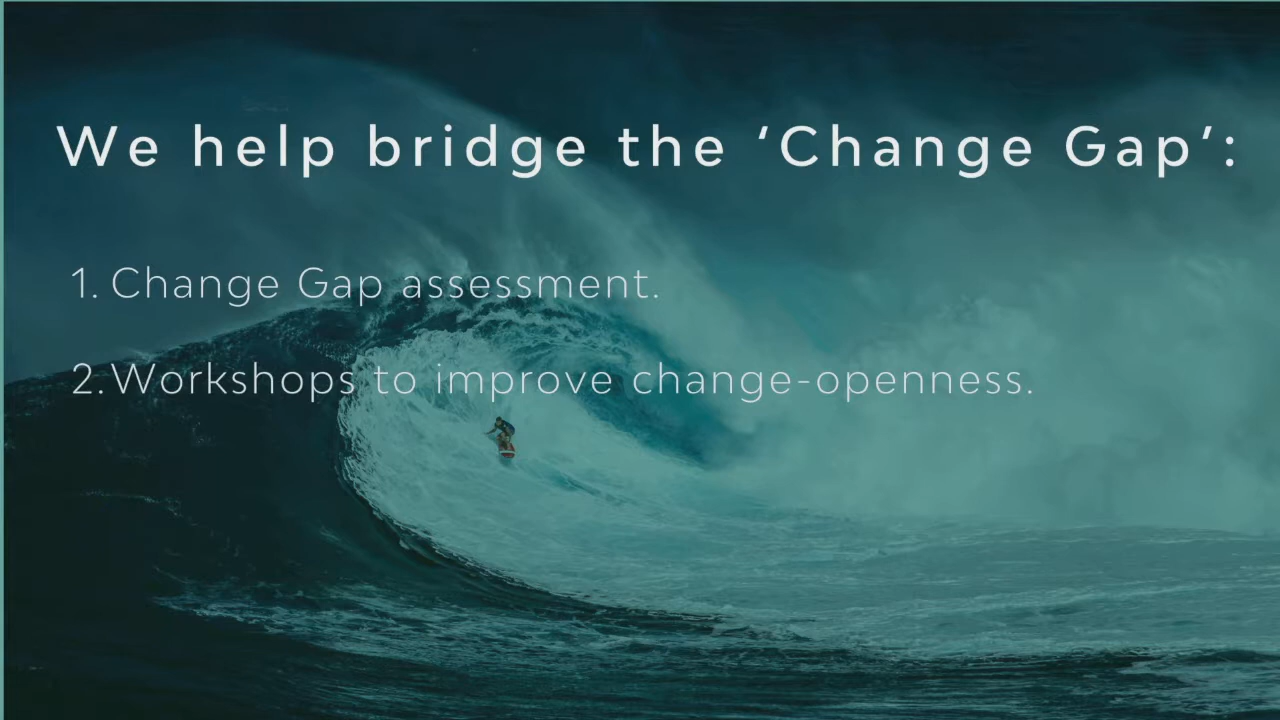 We help bridge the ‘Change Gap’:
1. Change Gap assessment.
2. Workshops to improve change-openness.